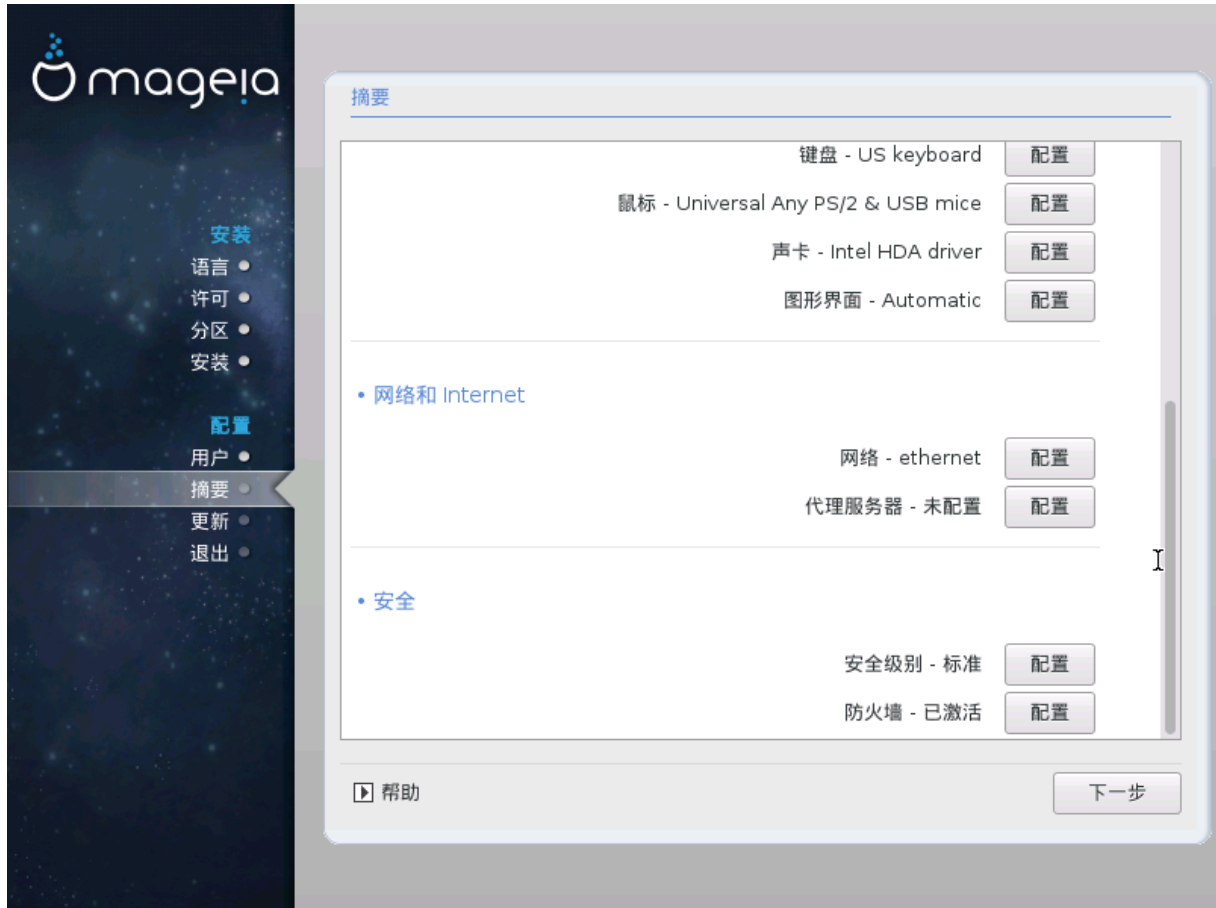 mageia
安装
语言
许可
分区
安装
配置
用户
摘要
更新
退出
摘要
键盘 - US keyboard 配置
鼠标 - Universal Any PS/2 & USB mice 配置
声卡 - Intel HDA driver 配置
图形界面 - Automatic 配置
• 网络和 Internet
网络 - ethernet 配置
代理服务器 - 未配置 配置
• 安全
安全级别 - 标准 配置
防火墙 - 已激活 配置
帮助 下一步